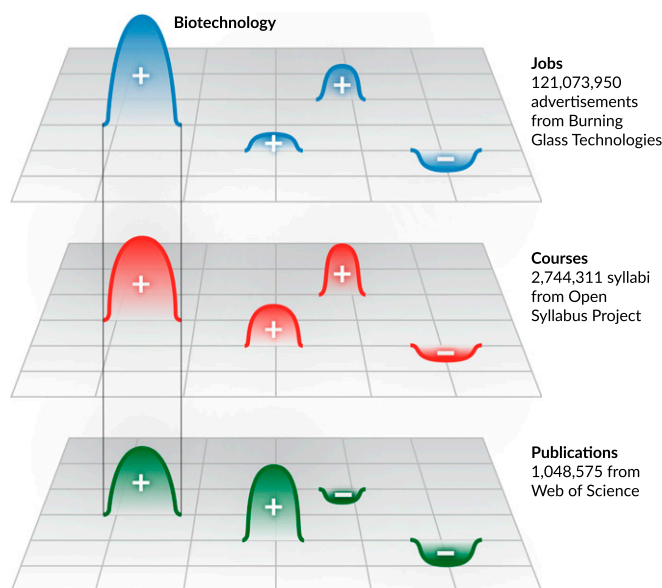 Biotechnology
Jobs
121,073,950
advertisements
from Burning
Glass Technologies
+
+
+
−
Courses
2,744,311 syllabi
from Open
Syllabus Project
+
+
+
−
Publications
1,048,575 from
Web of Science
+
+
−
−